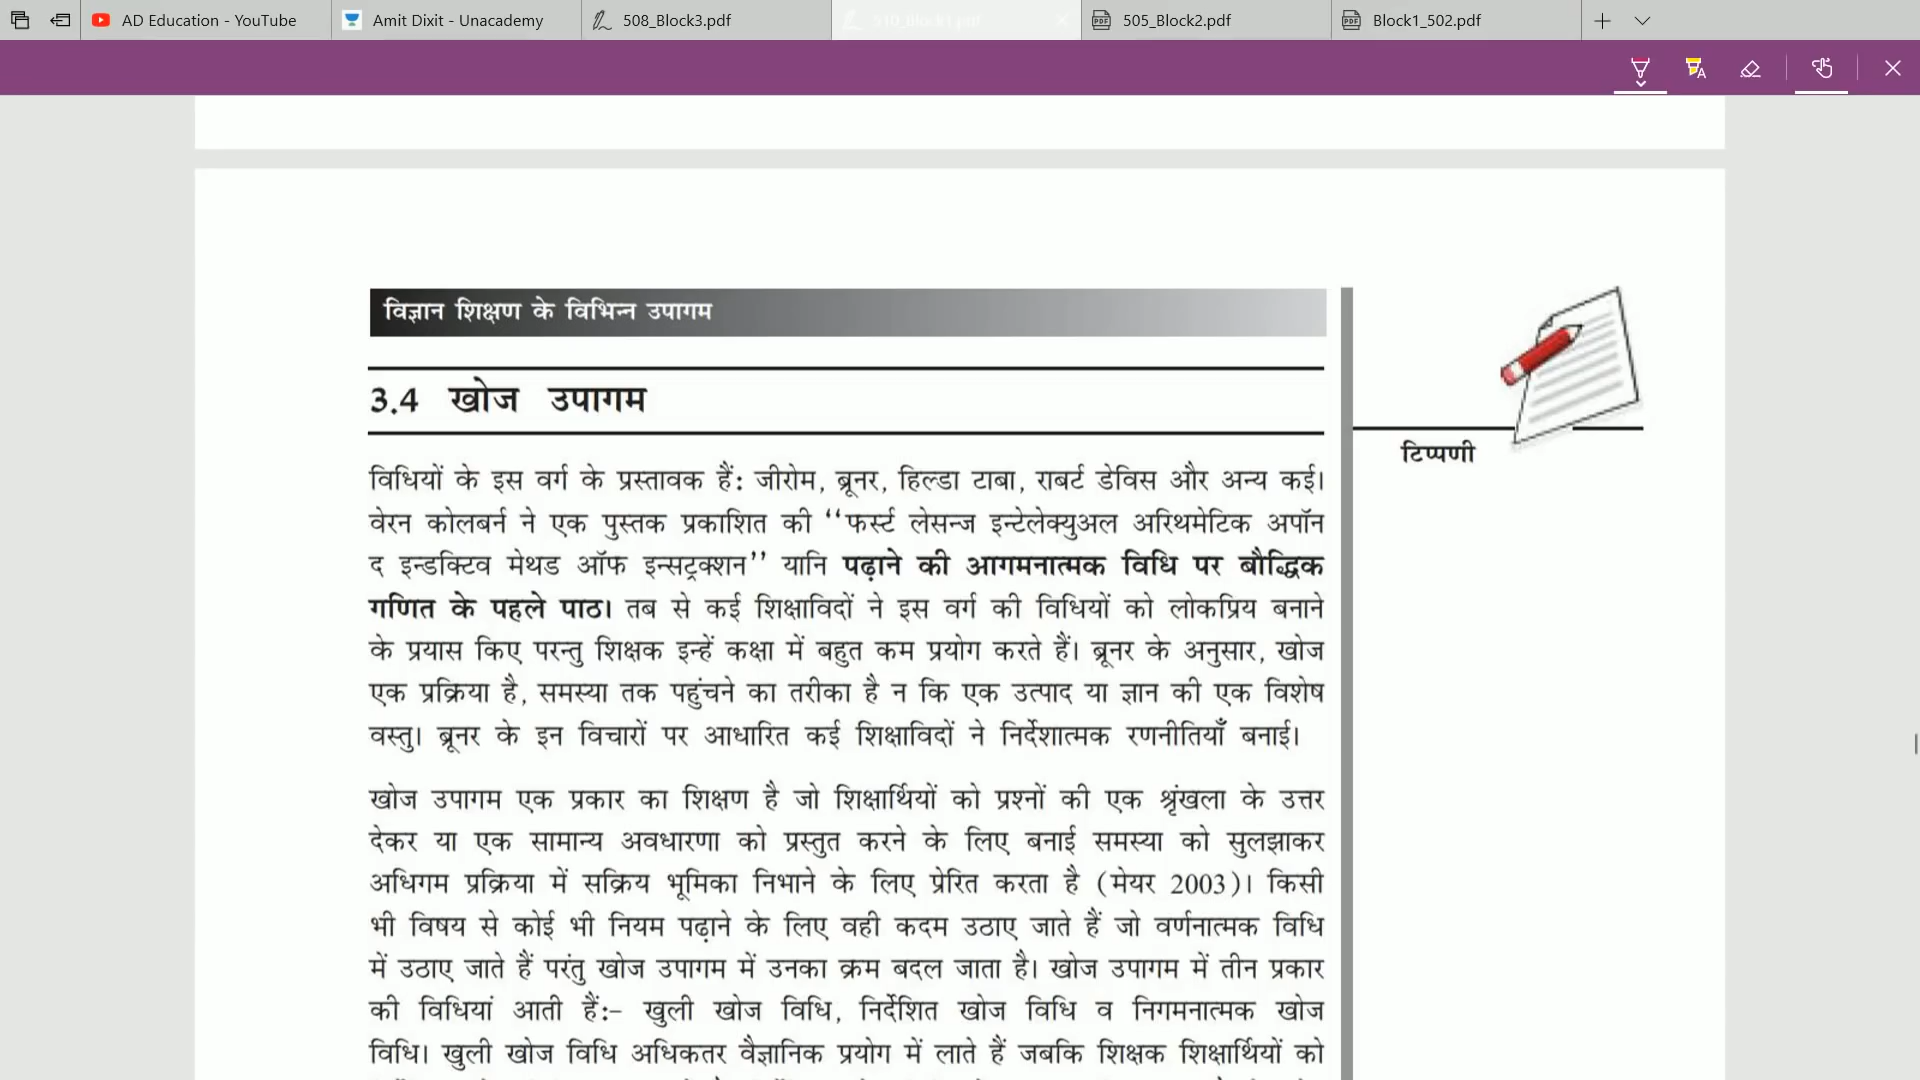 AD Education - YouTube
Amit Dixit - Unacademy
508_Block3.pdf
505_Block2.pdf
Block1_502.pdf
विज्ञान शिक्षण के विभिन्न उपागम
3.4 खोज उपागम
टिप्पणी
विधियों के इस वर्ग के प्रस्तावक हैं: जीरोम, ब्रूनर, हिल्डा टाबा, राबर्ट डेविस और अन्य कई।
वेरन कोलबर्न ने एक पुस्तक प्रकाशित की ‘‘फर्स्ट लेसन्ज इन्टेलेक्युअल अरिथमेटिक अपॉन
द इन्डक्टिव मेथड ऑफ इन्सट्रक्शन’’ यानि पढ़ाने की आगमनात्मक विधि पर बौद्धिक
गणित के पहले पाठ। तब से कई शिक्षाविदों ने इस वर्ग की विधियों को लोकप्रिय बनाने
के प्रयास किए परन्तु शिक्षक इन्हें कक्षा में बहुत कम प्रयोग करते हैं। ब्रूनर के अनुसार, खोज
एक प्रक्रिया है, समस्या तक पहुंचने का तरीका है न कि एक उत्पाद या ज्ञान की एक विशेष
वस्तु। ब्रूनर के इन विचारों पर आधारित कई शिक्षाविदों ने निर्देशात्मक रणनीतियाँ बनाई।
खोज उपागम एक प्रकार का शिक्षण है जो शिक्षार्थियों को प्रश्नों की एक श्रृंखला के उत्तर
देकर या एक सामान्य अवधारणा को प्रस्तुत करने के लिए बनाई समस्या को सुलझाकर
अधिगम प्रक्रिया में सक्रिय भूमिका निभाने के लिए प्रेरित करता है (मेयर 2003)। किसी
भी विषय से कोई भी नियम पढ़ाने के लिए वही कदम उठाए जाते हैं जो वर्णनात्मक विधि
में उठाए जाते हैं परंतु खोज उपागम में उनका क्रम बदल जाता है। खोज उपागम में तीन प्रकार
की विधियां आती हैं:– खुली खोज विधि, निर्देशित खोज विधि व निगमनात्मक खोज
विधि। खुली खोज विधि अधिकतर वैज्ञानिक प्रयोग में लाते हैं जबकि शिक्षक शिक्षार्थियों को